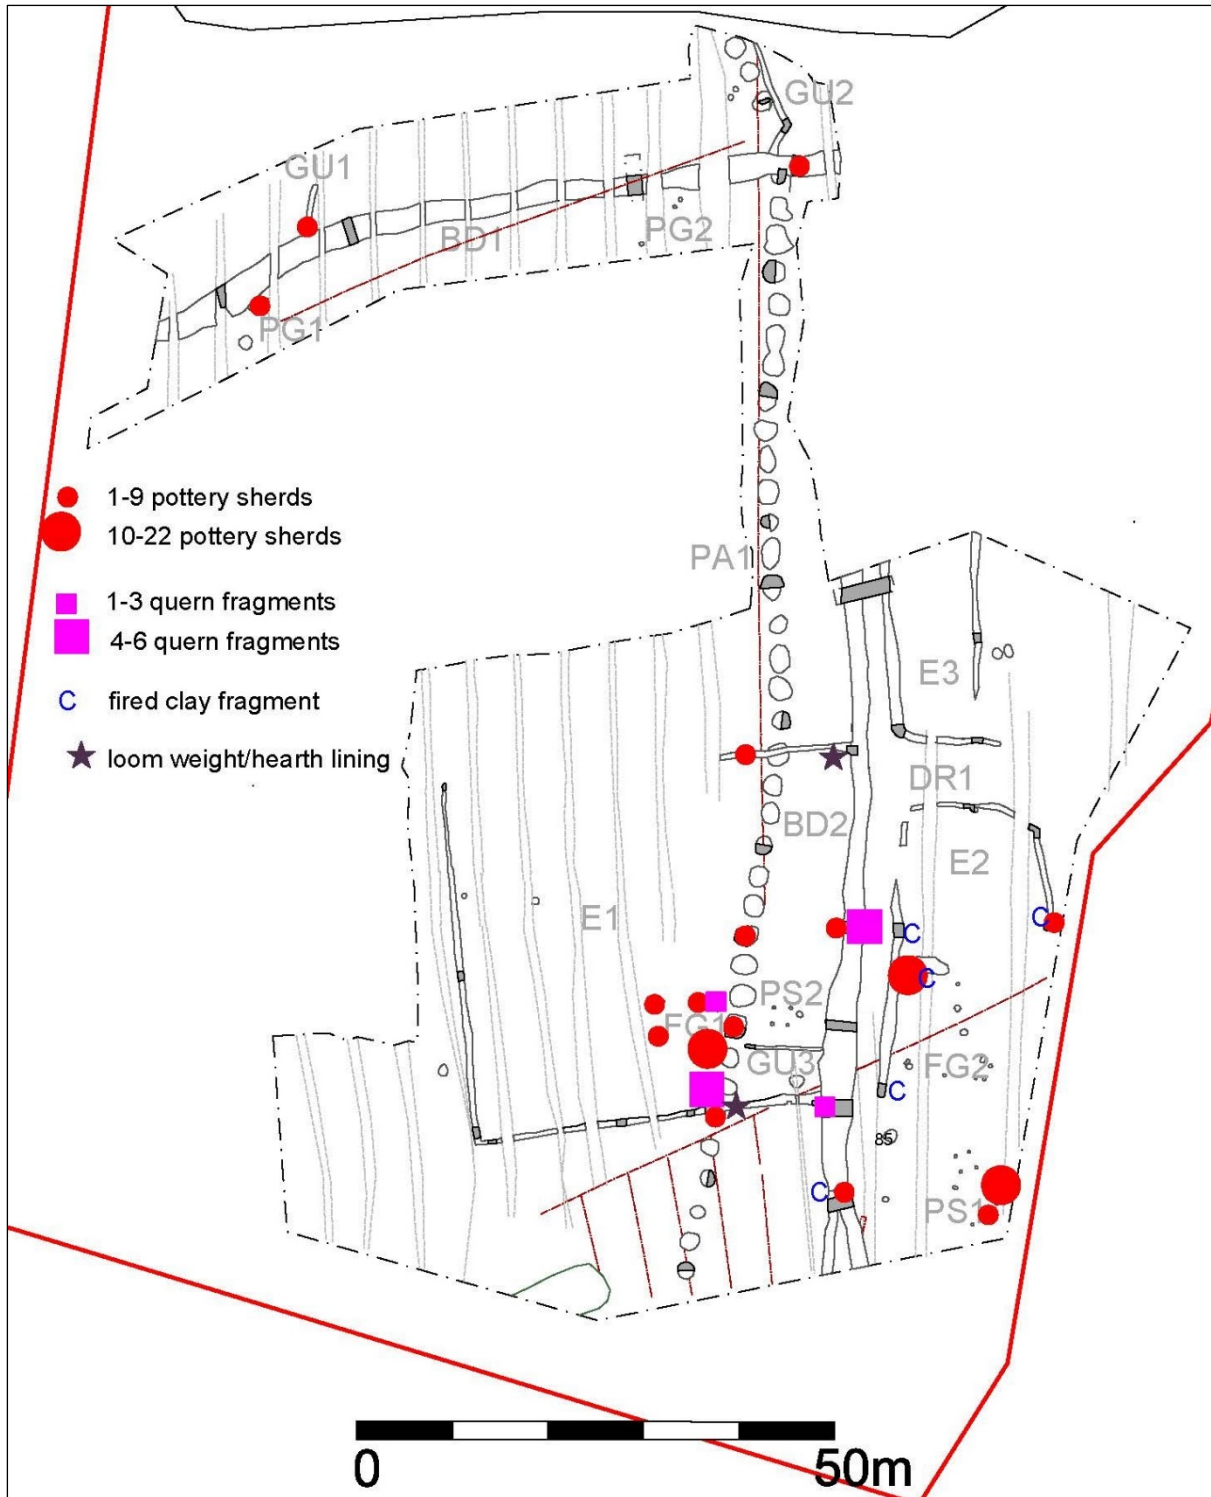 GU2
GU1
BD1
PG2
PG1
1-9 pottery sherds
10-22 pottery sherds
PA1
1-3 quern fragments
4-6 quern fragments
E3
C fired clay fragment
loom weight/hearth lining
DR1
BD2
E2
E1
C
C
C
PS2
FG1
GU3
FG2
C
85
C
PS1
0
50m